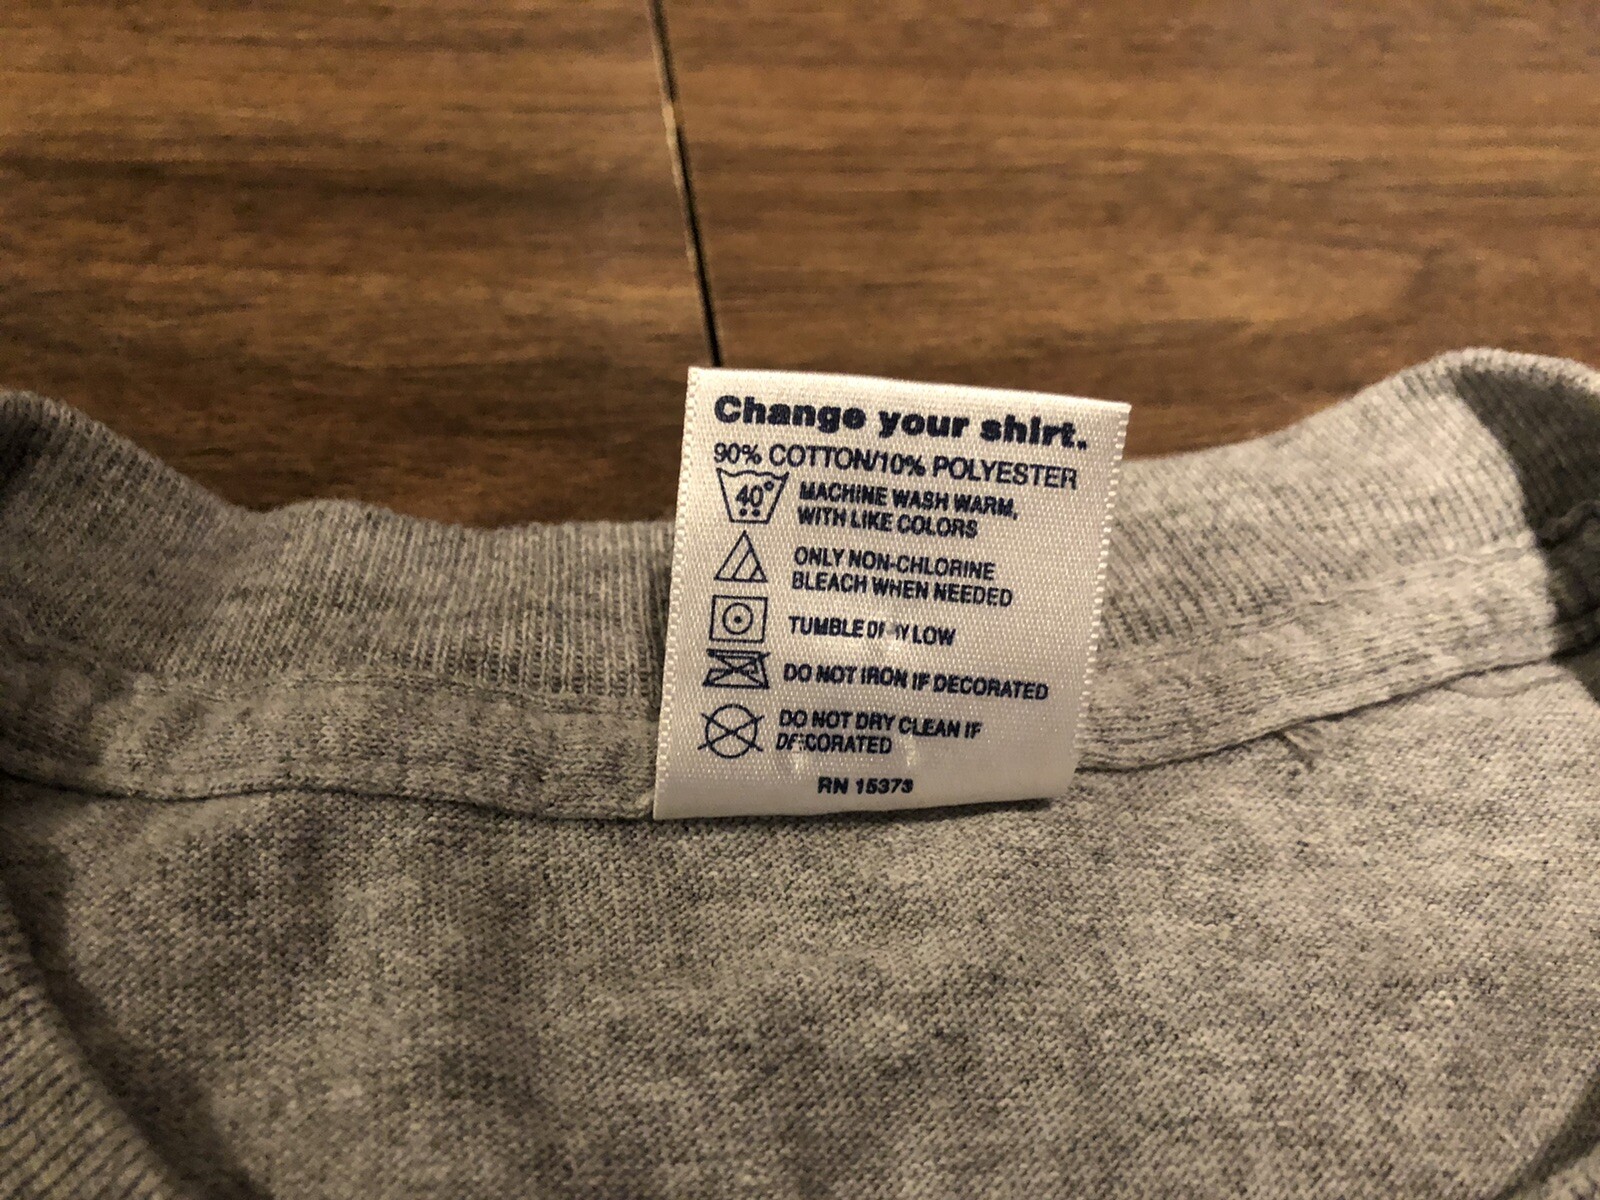 Change your shirt.
90% COTTON/10% POLYESTER
40° MACHINE WASH WARM,
WITH LIKE COLORS
ONLY NON-CHLORINE
BLEACH WHEN NEEDED
TUMBLE DRY LOW
DO NOT IRON IF DECORATED
DO NOT DRY CLEAN IF
DECORATED
RN 15373